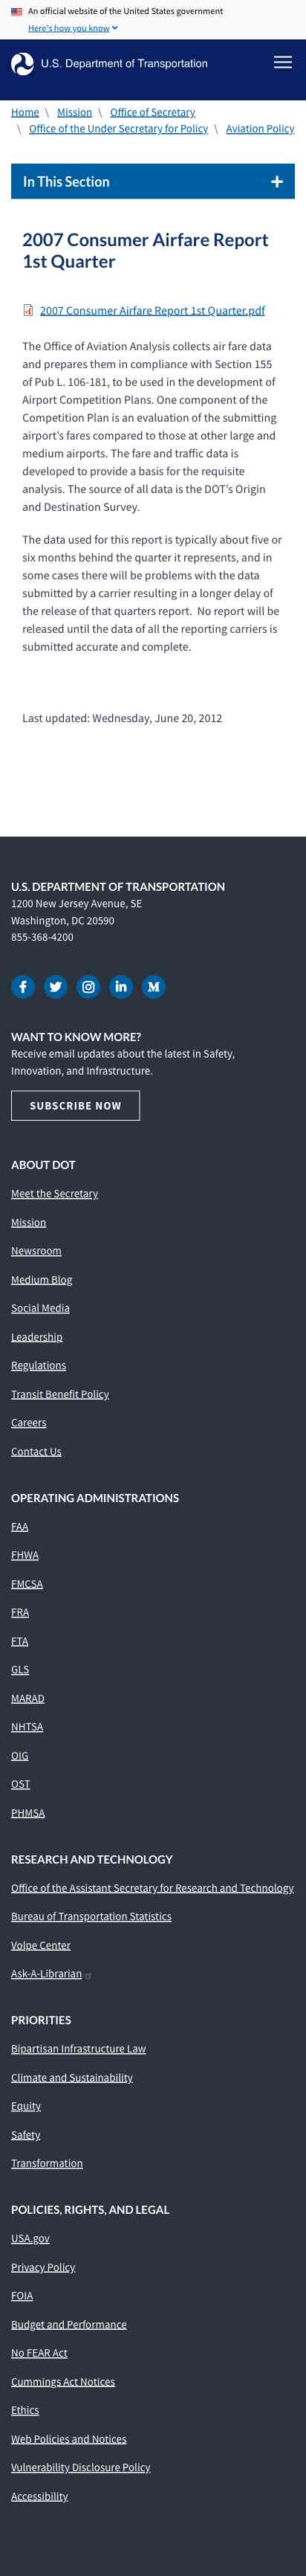 An official website of the United States government
Here's how you know
U.S. Department of Transportation
Home \ Mission \ Office of Secretary
\ Office of the Under Secretary for Policy \ Aviation Policy
In This Section
2007 Consumer Airfare Report
1st Quarter
2007 Consumer Airfare Report 1st Quarter.pdf
The Office of Aviation Analysis collects air fare data
and prepares them in compliance with Section 155
of Pub L. 106-181, to be used in the development of
Airport Competition Plans. One component of the
Competition Plan is an evaluation of the submitting
airport's fares compared to those at other large and
medium airports. The fare and traffic data is
developed to provide a basis for the requisite
analysis. The source of all data is the DOT's Origin
and Destination Survey.
The data used for this report is typically about five or
six months behind the quarter it represents, and in
some cases there will be problems with the data
submitted by a carrier resulting in a longer delay of
the release of that quarters report.  No report will be
released until the data of all the reporting carriers is
submitted accurate and complete.
Last updated: Wednesday, June 20, 2012
U.S. DEPARTMENT OF TRANSPORTATION
1200 New Jersey Avenue, SE
Washington, DC 20590
855-368-4200
WANT TO KNOW MORE?
Receive email updates about the latest in Safety,
Innovation, and Infrastructure.
SUBSCRIBE NOW
ABOUT DOT
Meet the Secretary
Mission
Newsroom
Medium Blog
Social Media
Leadership
Regulations
Transit Benefit Policy
Careers
Contact Us
OPERATING ADMINISTRATIONS
FAA
FHWA
FMCSA
FRA
FTA
GLS
MARAD
NHTSA
OIG
OST
PHMSA
RESEARCH AND TECHNOLOGY
Office of the Assistant Secretary for Research and Technology
Bureau of Transportation Statistics
Volpe Center
Ask-A-Librarian
PRIORITIES
Bipartisan Infrastructure Law
Climate and Sustainability
Equity
Safety
Transformation
POLICIES, RIGHTS, AND LEGAL
USA.gov
Privacy Policy
FOIA
Budget and Performance
No FEAR Act
Cummings Act Notices
Ethics
Web Policies and Notices
Vulnerability Disclosure Policy
Accessibility